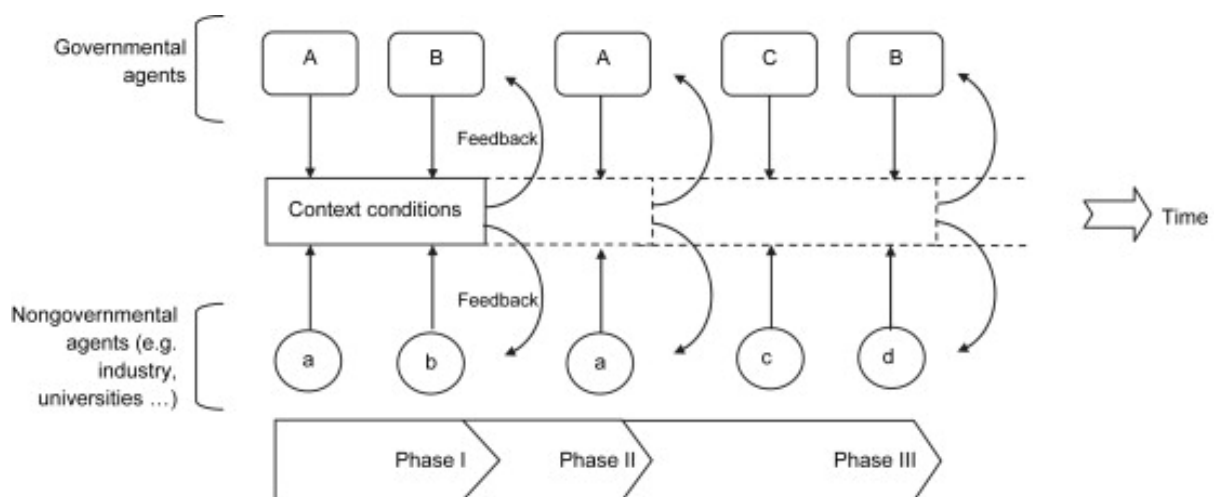 Governmental
agents
A
B
A
C
B
Feedback
Context conditions
Time
Feedback
Nongovernmental
agents (e.g.
industry,
universities …)
a
b
a
c
d
Phase I
Phase II
Phase III